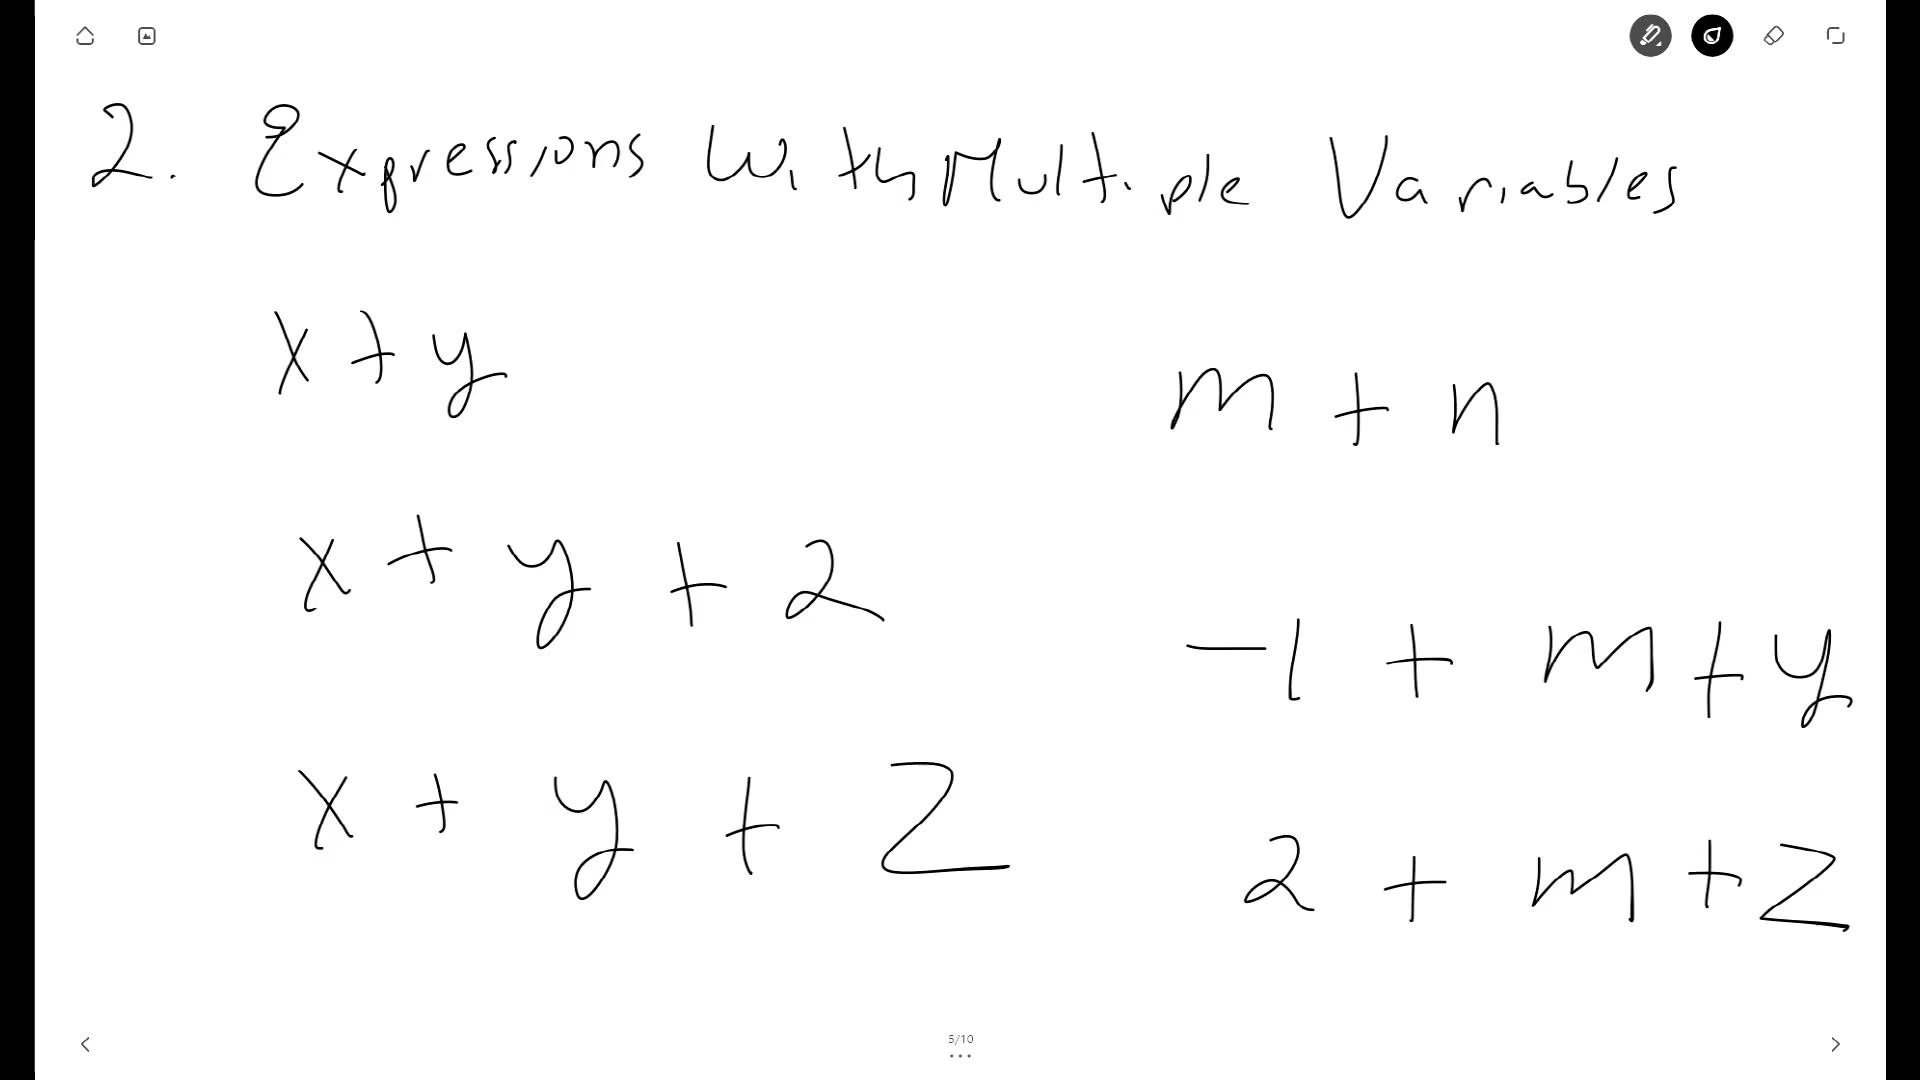 2. Expressions With Multiple Variables
x + y
m + n
x + y + 2
-1 + m + y
x + y + z
2 + m + z
5/10